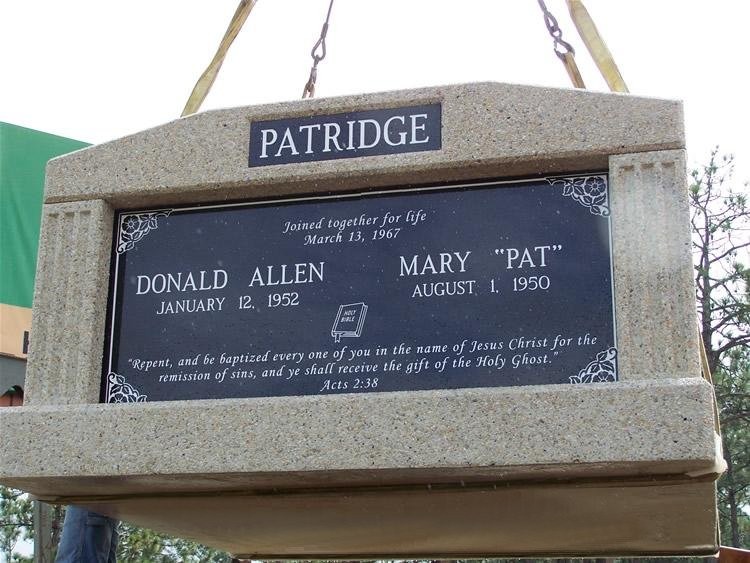 PATRIDGE
Joined together for life
March 13, 1967
DONALD ALLEN
JANUARY 12, 1952
MARY "PAT"
AUGUST 1, 1950
HOLY
BIBLE
"Repent, and be baptized every one of you in the name of Jesus Christ for the
remission of sins, and ye shall receive the gift of the Holy Ghost."
Acts 2:38